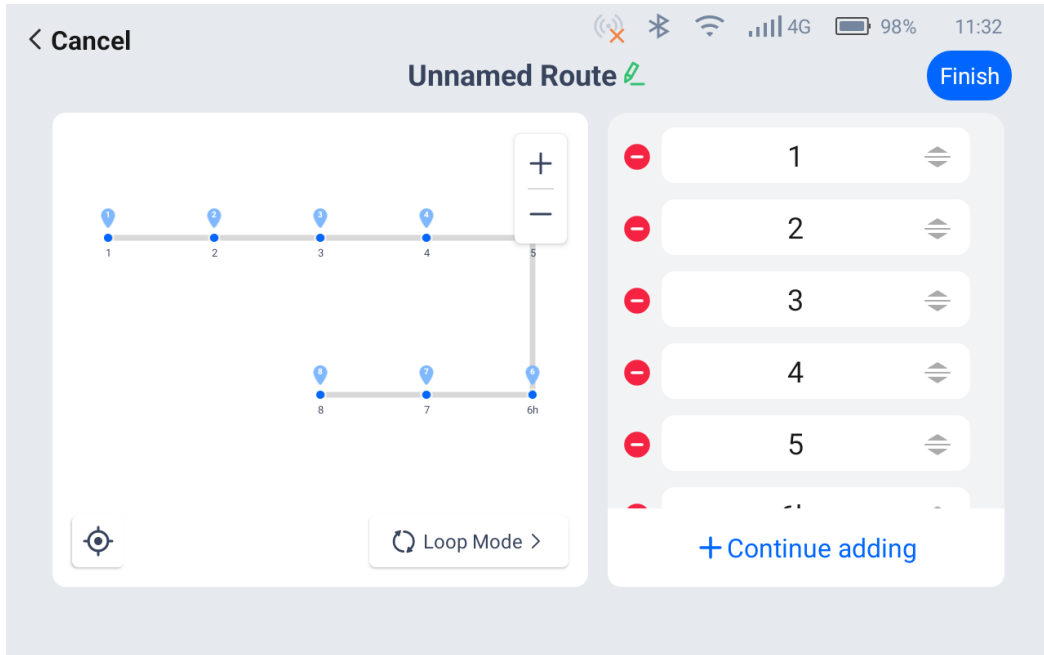 Cancel
4G 98% 11:32
Unnamed Route
Finish
1 2 3 4
1 2 3 4 5
8 7 6
8 7 6h
Loop Mode
1
2
3
4
5
Continue adding